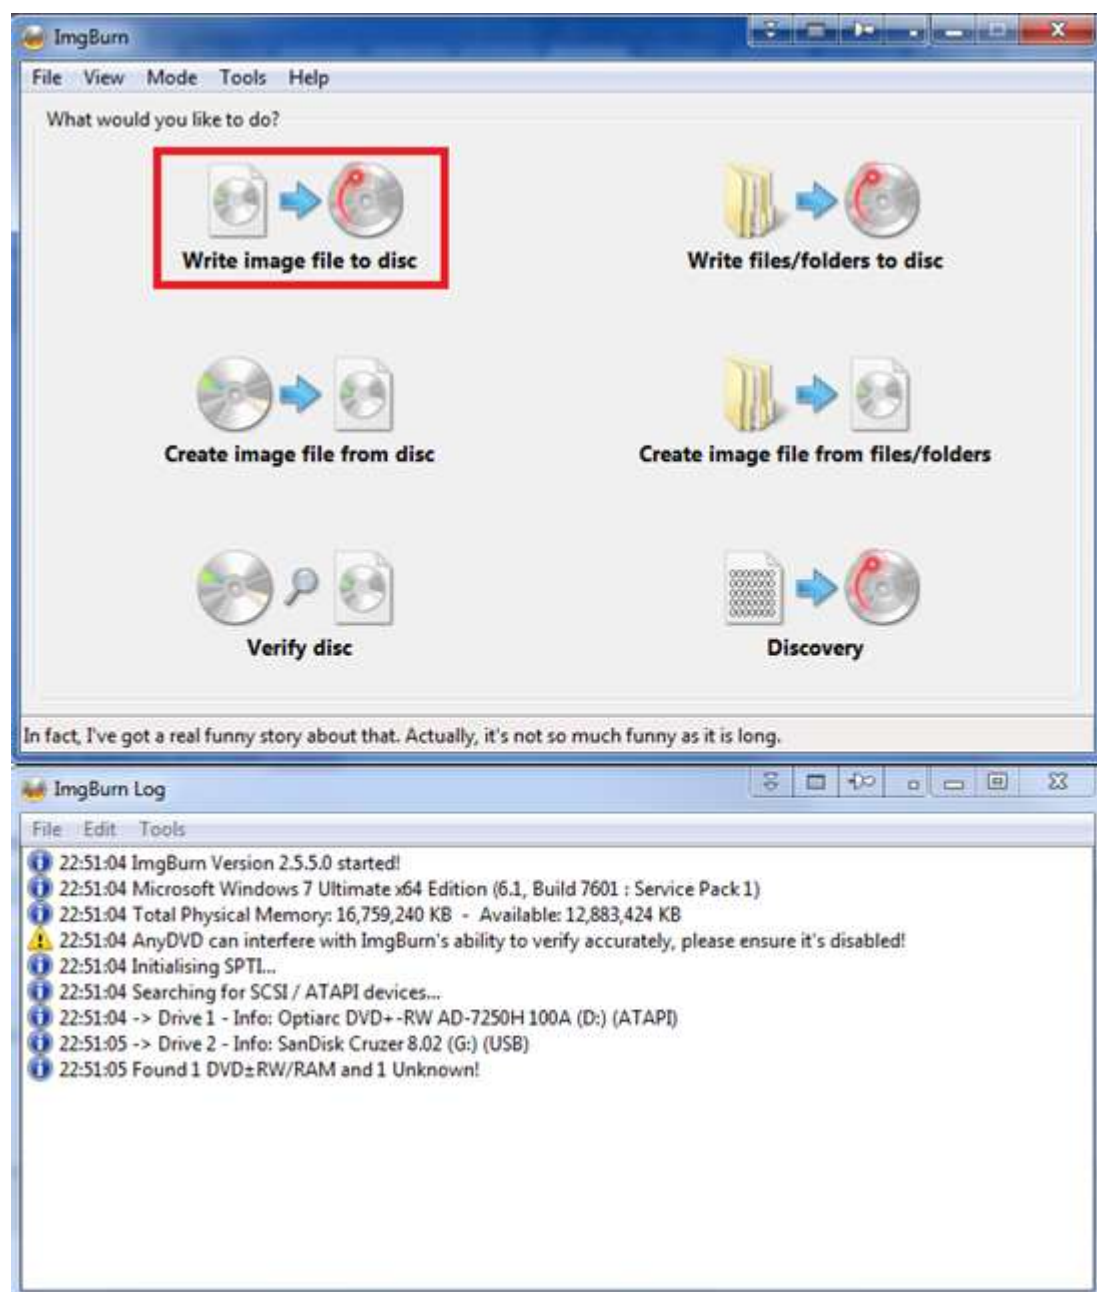 ImgBurn
File View Mode Tools Help
What would you like to do?
Write image file to disc
Write files/folders to disc
Create image file from disc
Create image file from files/folders
Verify disc
Discovery
In fact, I've got a real funny story about that. Actually, it's not so much funny as it is long.
ImgBurn Log
File Edit Tools
22:51:04 ImgBurn Version 2.5.5.0 started!
22:51:04 Microsoft Windows 7 Ultimate x64 Edition (6.1, Build 7601 : Service Pack 1)
22:51:04 Total Physical Memory: 16,759,240 KB - Available: 12,883,424 KB
22:51:04 AnyDVD can interfere with ImgBurn's ability to verify accurately, please ensure it's disabled!
22:51:04 Initialising SPTI...
22:51:04 Searching for SCSI / ATAPI devices...
22:51:04 -> Drive 1 - Info: Optiarc DVD+-RW AD-7250H 100A (D:) (ATAPI)
22:51:05 -> Drive 2 - Info: SanDisk Cruzer 8.02 (G:) (USB)
22:51:05 Found 1 DVD±RW/RAM and 1 Unknown!